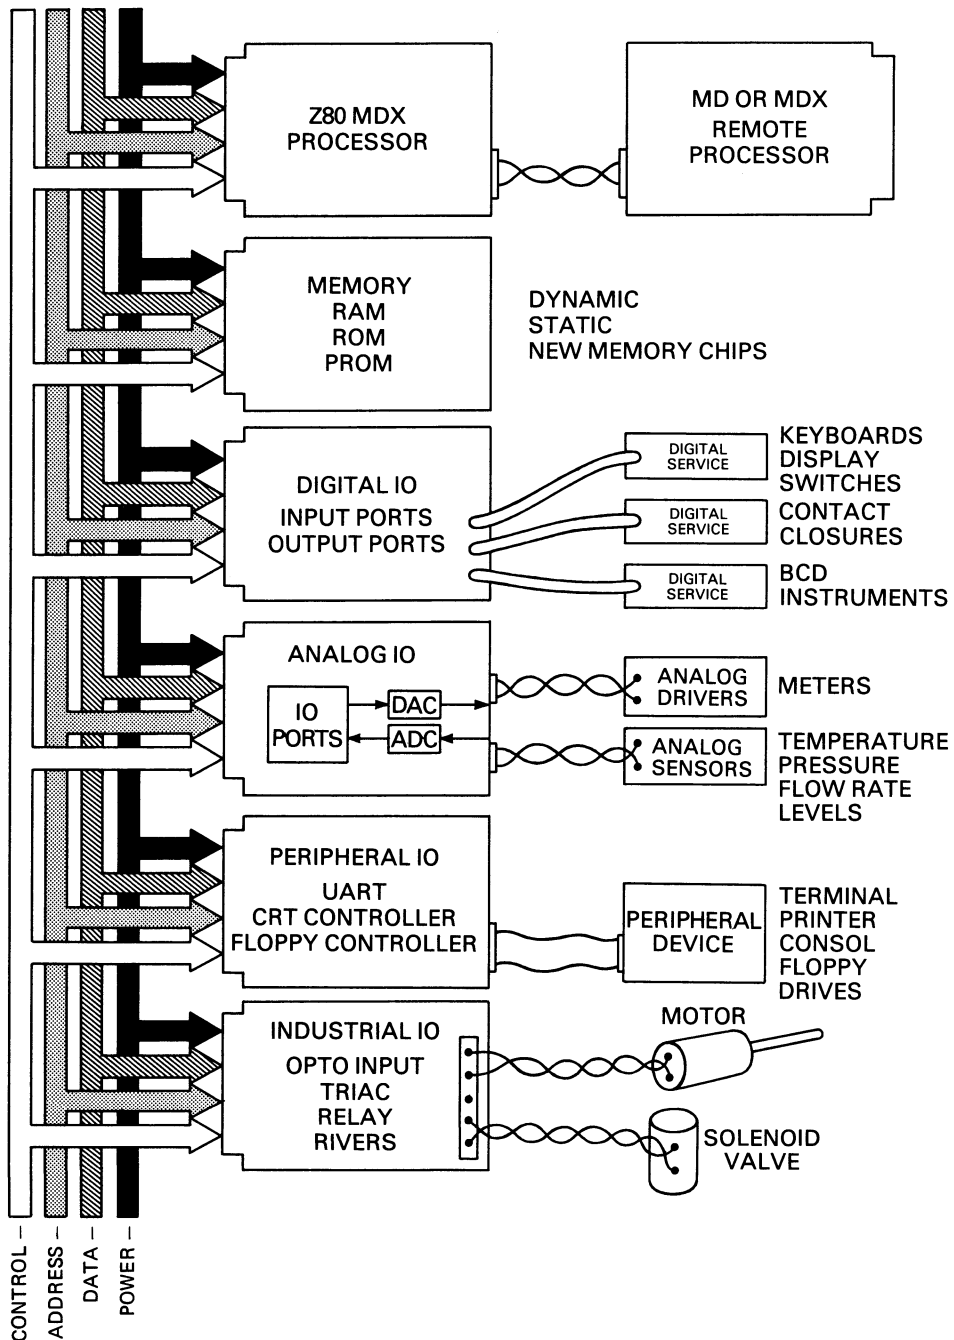 Z80 MDX
PROCESSOR
MD OR MDX
REMOTE
PROCESSOR
MEMORY
RAM
ROM
PROM
DYNAMIC
STATIC
NEW MEMORY CHIPS
DIGITAL IO
INPUT PORTS
OUTPUT PORTS
DIGITAL
SERVICE
KEYBOARDS
DISPLAY
SWITCHES
DIGITAL
SERVICE
CONTACT
CLOSURES
DIGITAL
SERVICE
BCD
INSTRUMENTS
ANALOG IO
IO
PORTS
DAC
ADC
ANALOG
DRIVERS
METERS
ANALOG
SENSORS
TEMPERATURE
PRESSURE
FLOW RATE
LEVELS
PERIPHERAL IO
UART
CRT CONTROLLER
FLOPPY CONTROLLER
PERIPHERAL
DEVICE
TERMINAL
PRINTER
CONSOL
FLOPPY
DRIVES
INDUSTRIAL IO
OPTO INPUT
TRIAC
RELAY
RIVERS
MOTOR
SOLENOID
VALVE
CONTROL –
ADDRESS –
DATA –
POWER –